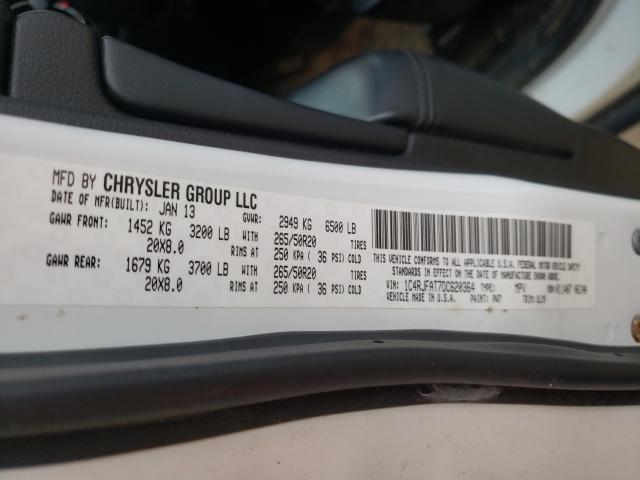 MFD BY CHRYSLER GROUP LLC
DATE OF MFR(BUILT): JAN 13 GVWR: 2949 KG 6500 LB
GAWR FRONT: 1452 KG 3200 LB WITH 265/50R20 TIRES
20X8.0 RIMS AT 250 KPA ( 36 PSI) COLD
GAWR REAR: 1679 KG 3700 LB WITH 265/50R20 TIRES
20X8.0 RIMS AT 250 KPA ( 36 PSI) COLD
THIS VEHICLE CONFORMS TO ALL APPLICABLE U.S.A. FEDERAL MOTOR VEHICLE SAFETY
STANDARDS IN EFFECT ON THE DATE OF MANUFACTURE SHOWN ABOVE.
VIN: 1C4RJFAT7DC620364 TYPE: MPV
VEHICLE MADE IN U.S.A. PAINT: PW7 TRIM: